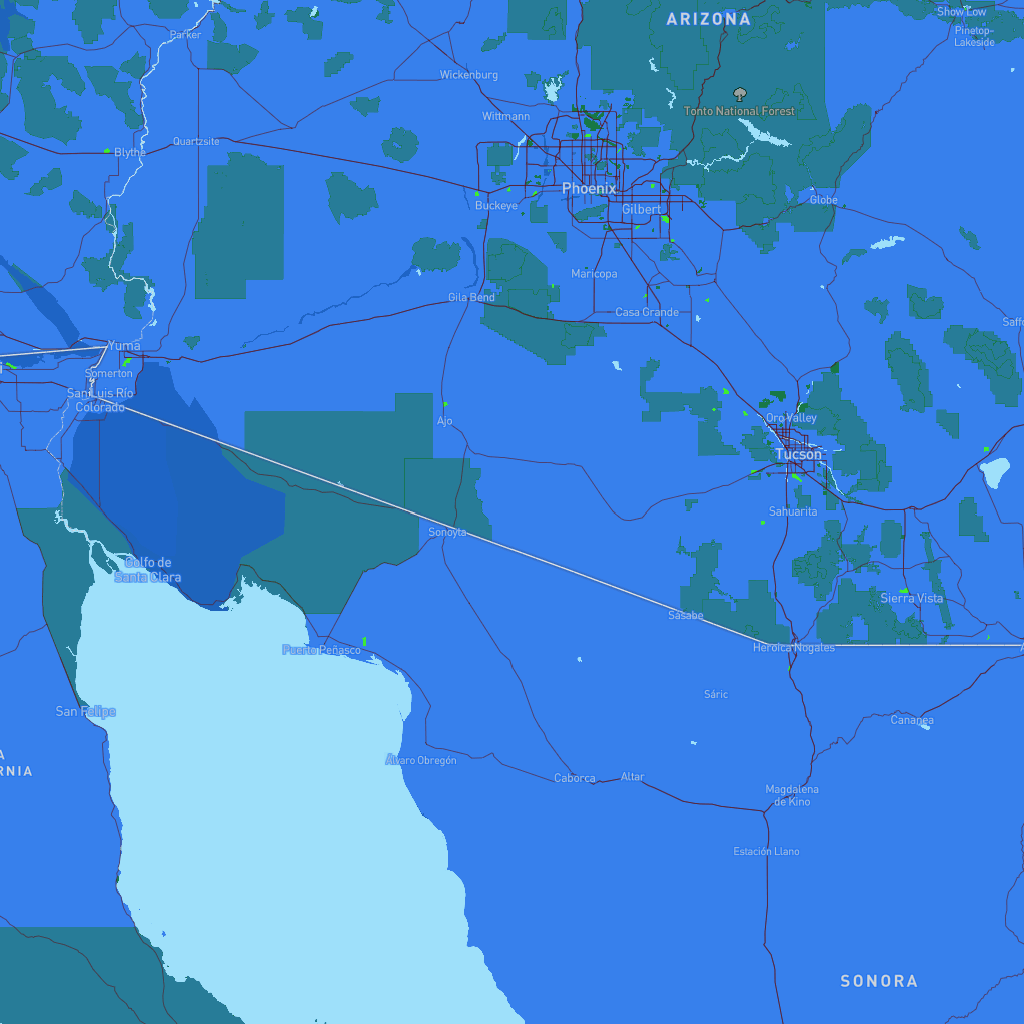 ARIZONA
Show Low
Pinetop-
Lakeside
Parker
Wickenburg
Tonto National Forest
Wittmann
Quartzsite
Blythe
Phoenix
Globe
Buckeye
Gilbert
Maricopa
Gila Bend
Casa Grande
Yuma
Somerton
San Luis Río
Colorado
Ajo
Oro Valley
Tucson
Sahuarita
Sonoyta
Golfo de
Santa Clara
Sierra Vista
Sasabe
Heroica Nogales
Puerto Peñasco
Sáric
San Felipe
Cananea
Álvaro Obregón
RNIA
Caborca
Altar
Magdalena
de Kino
Estación Llano
SONORA